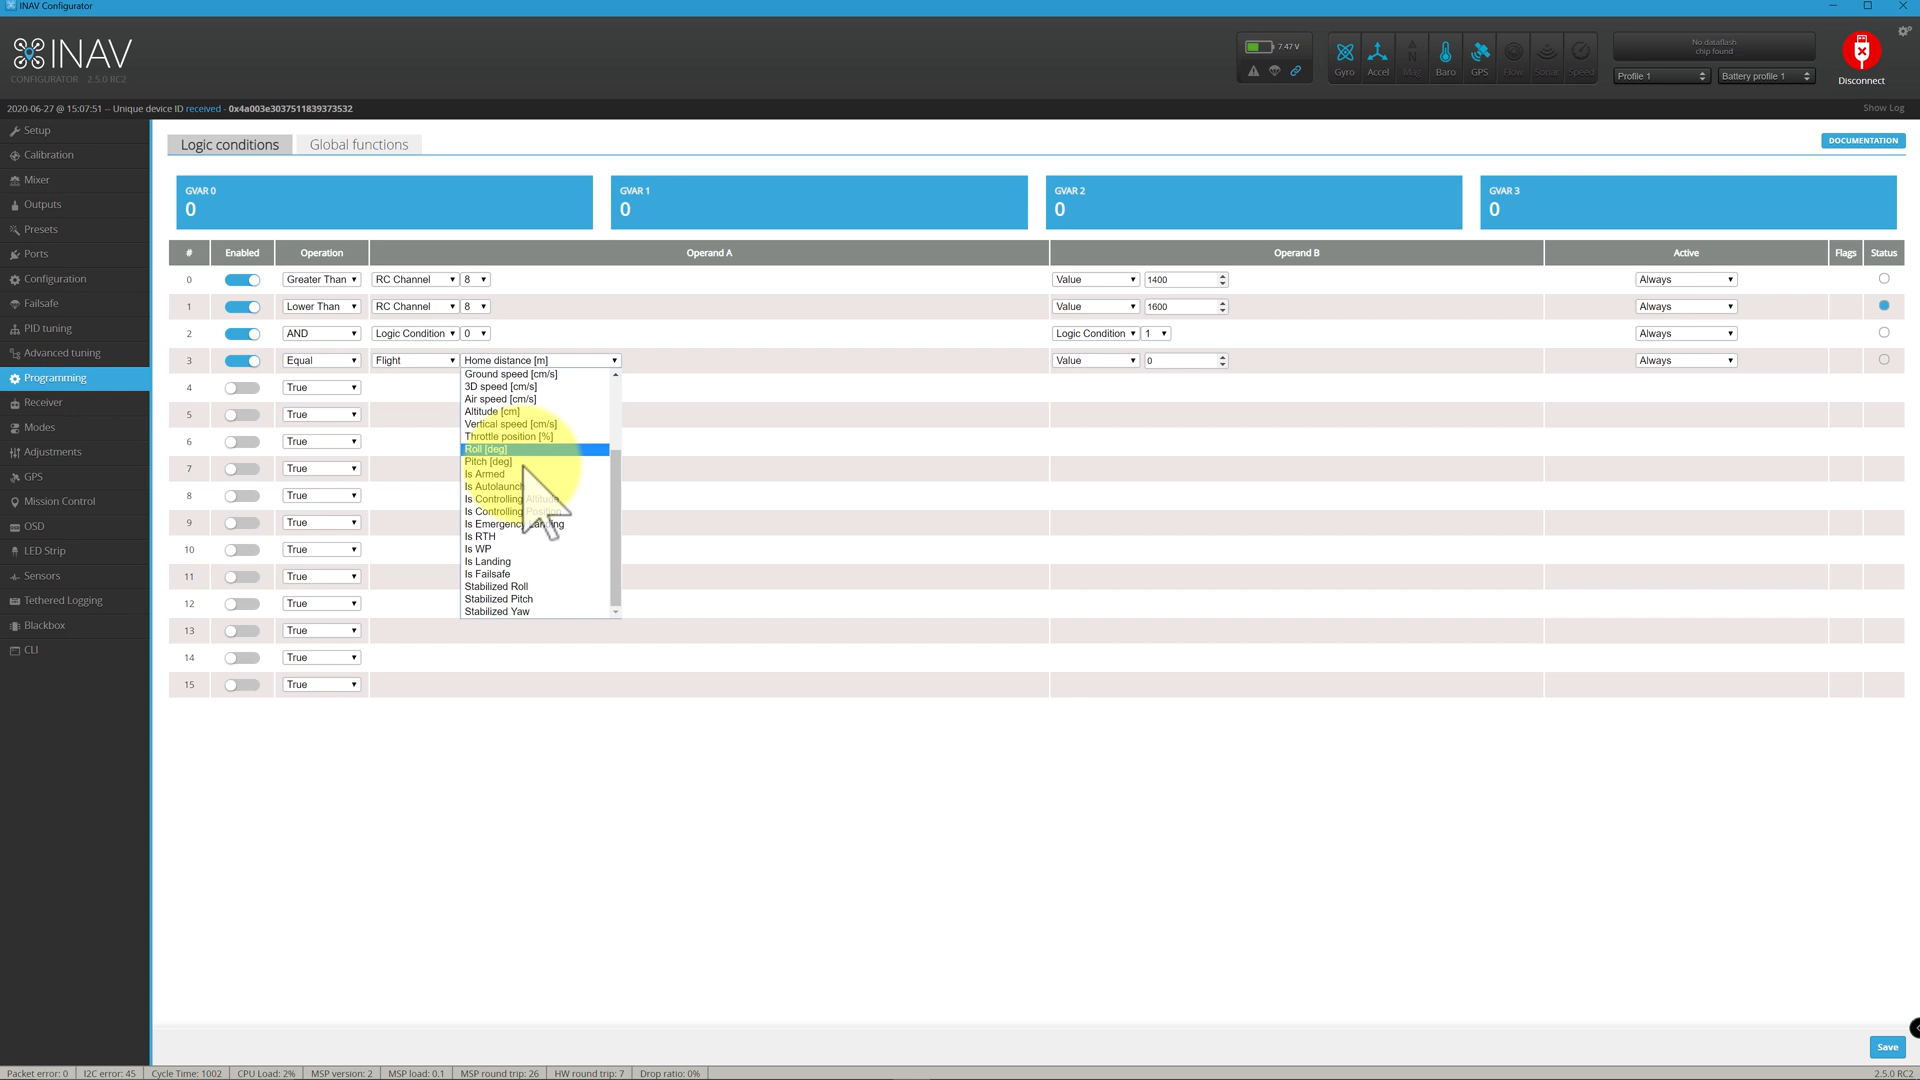 INAV Configurator
INAV
CONFIGURATOR 2.5.0 RC2
7.47 V
Gyro Accel Mag Baro GPS Flow Sonar Speed
No dataflash
chip found
Profile 1 Battery profile 1
Disconnect
2020-06-27 @ 15:07:51 -- Unique device ID received - 0x4a003e3037511839373532
Show Log
Setup
Calibration
Mixer
Outputs
Presets
Ports
Configuration
Failsafe
PID tuning
Advanced tuning
Programming
Receiver
Modes
Adjustments
GPS
Mission Control
OSD
LED Strip
Sensors
Tethered Logging
Blackbox
CLI
Logic conditions Global functions
DOCUMENTATION
GVAR 0 GVAR 1 GVAR 2 GVAR 3
0 0 0 0
# Enabled Operation Operand A Operand B Active Flags Status
0 Greater Than RC Channel 8 Value 1400 Always
1 Lower Than RC Channel 8 Value 1600 Always
2 AND Logic Condition 0 Logic Condition 1 Always
3 Equal Flight Home distance [m] Value 0 Always
Ground speed [cm/s]
3D speed [cm/s]
Air speed [cm/s]
Altitude [cm]
Vertical speed [cm/s]
Throttle position [%]
Roll [deg]
Pitch [deg]
Is Armed
Is Autolaunch
Is Controlling Altitude
Is Controlling Position
Is Emergency Landing
Is RTH
Is WP
Is Landing
Is Failsafe
Stabilized Roll
Stabilized Pitch
Stabilized Yaw
4 True
5 True
6 True
7 True
8 True
9 True
10 True
11 True
12 True
13 True
14 True
15 True
Save
Packet error: 0 I2C error: 45 Cycle Time: 1002 CPU Load: 2% MSP version: 2 MSP load: 0.1 MSP round trip: 26 HW round trip: 7 Drop ratio: 0% 2.5.0 RC2